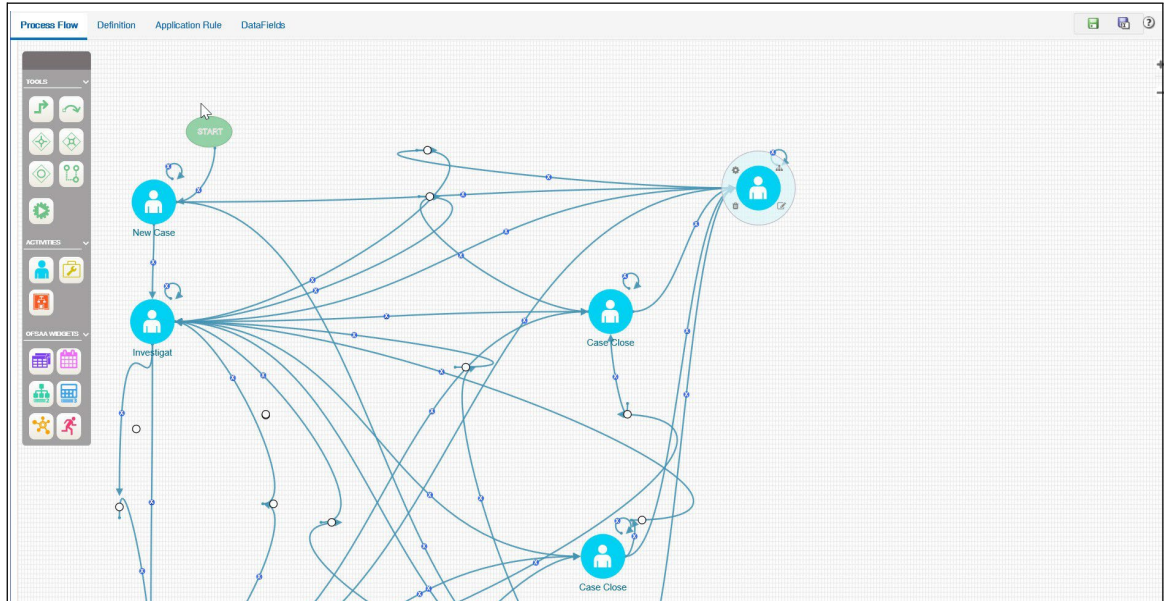 Process Flow Definition Application Rule DataFields
TOOLS
START
New Case
ACTIVITIES
Investigat
Case Close
OFSAA WIDGETS
Case Close